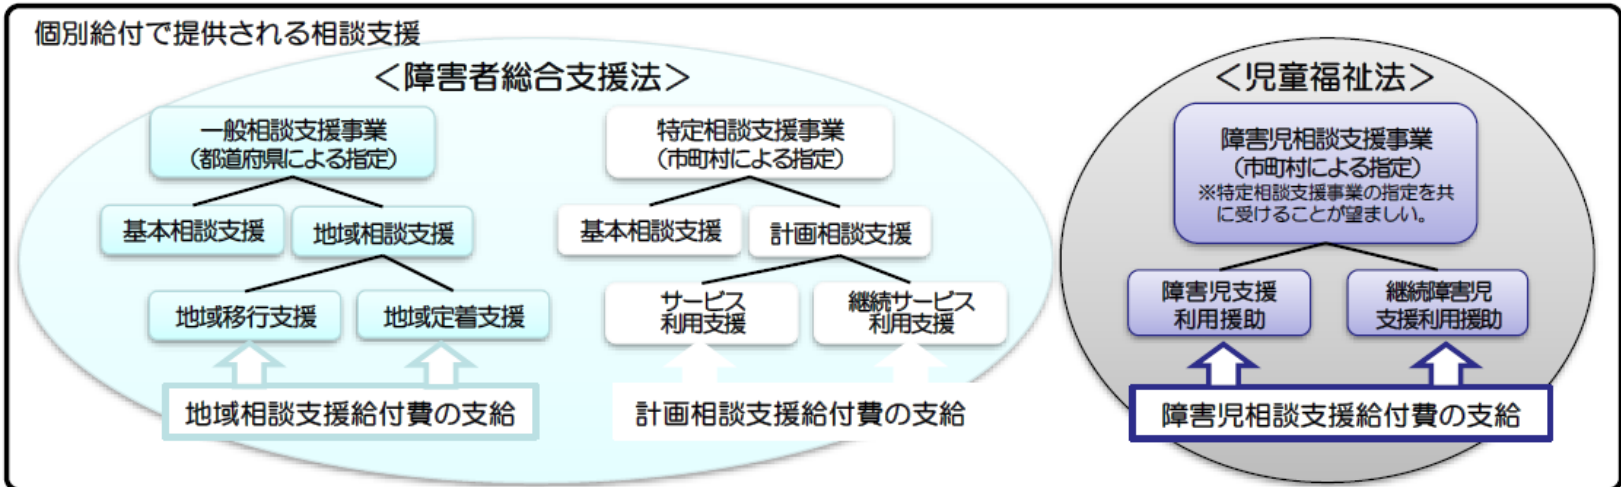 個別給付で提供される相談支援
＜障害者総合支援法＞
一般相談支援事業
（都道府県による指定）
基本相談支援
地域相談支援
地域移行支援
地域定着支援
地域相談支援給付費の支給
特定相談支援事業
（市町村による指定）
基本相談支援
計画相談支援
サービス
利用支援
継続サービス
利用支援
計画相談支援給付費の支給
＜児童福祉法＞
障害児相談支援事業
（市町村による指定）
※特定相談支援事業の指定を共
に受けることが望ましい。
障害児支援
利用援助
継続障害児
支援利用援助
障害児相談支援給付費の支給